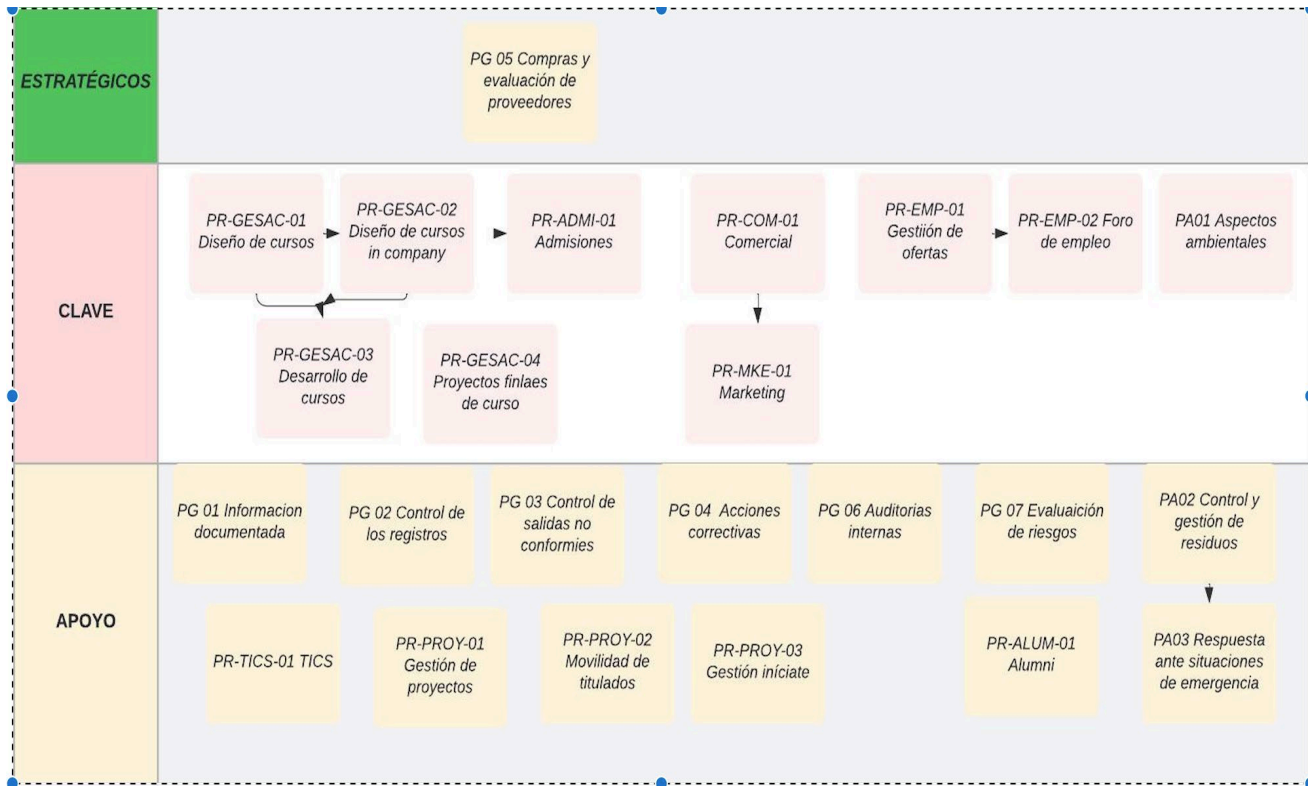 ESTRATÉGICOS
PG 05 Compras y
evaluación de
proveedores
CLAVE
PR-GESAC-01
Diseño de cursos
PR-GESAC-02
Diseño de cursos
in company
PR-ADMI-01
Admisiones
PR-COM-01
Comercial
PR-EMP-01
Gestiión de
ofertas
PR-EMP-02 Foro
de empleo
PA01 Aspectos
ambientales
PR-GESAC-03
Desarrollo de
cursos
PR-GESAC-04
Proyectos finlaes
de curso
PR-MKE-01
Marketing
APOYO
PG 01 Informacion
documentada
PG 02 Control de
los registros
PG 03 Control de
salidas no
conformies
PG 04 Acciones
correctivas
PG 06 Auditorias
internas
PG 07 Evaluaición
de riesgos
PA02 Control y
gestión de
residuos
PR-TICS-01 TICS
PR-PROY-01
Gestión de
proyectos
PR-PROY-02
Movilidad de
titulados
PR-PROY-03
Gestión iníciate
PR-ALUM-01
Alumni
PA03 Respuesta
ante situaciones
de emergencia